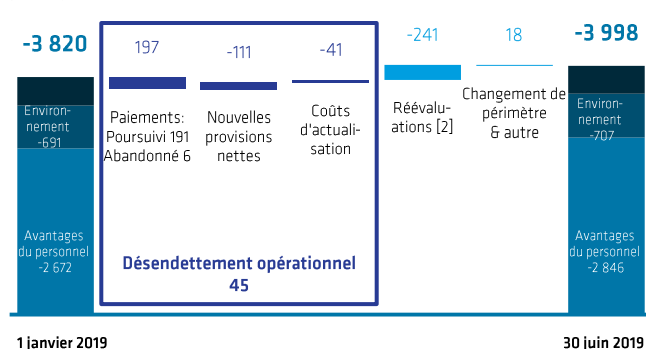 -3 820
197
-111
-41
-241
18
-3 998
Environ-
nement
-691
Avantages
du personnel
-2 672
Paiements:
Poursuivi 191
Abandonné 6
Nouvelles
provisions
nettes
Coûts
d'actuali-
sation
Réévalu-
ations [2]
Changement de
périmètre
& autre
Environ-
nement
-707
Avantages
du personnel
-2 846
Désendettement opérationnel
45
1 janvier 2019
30 juin 2019